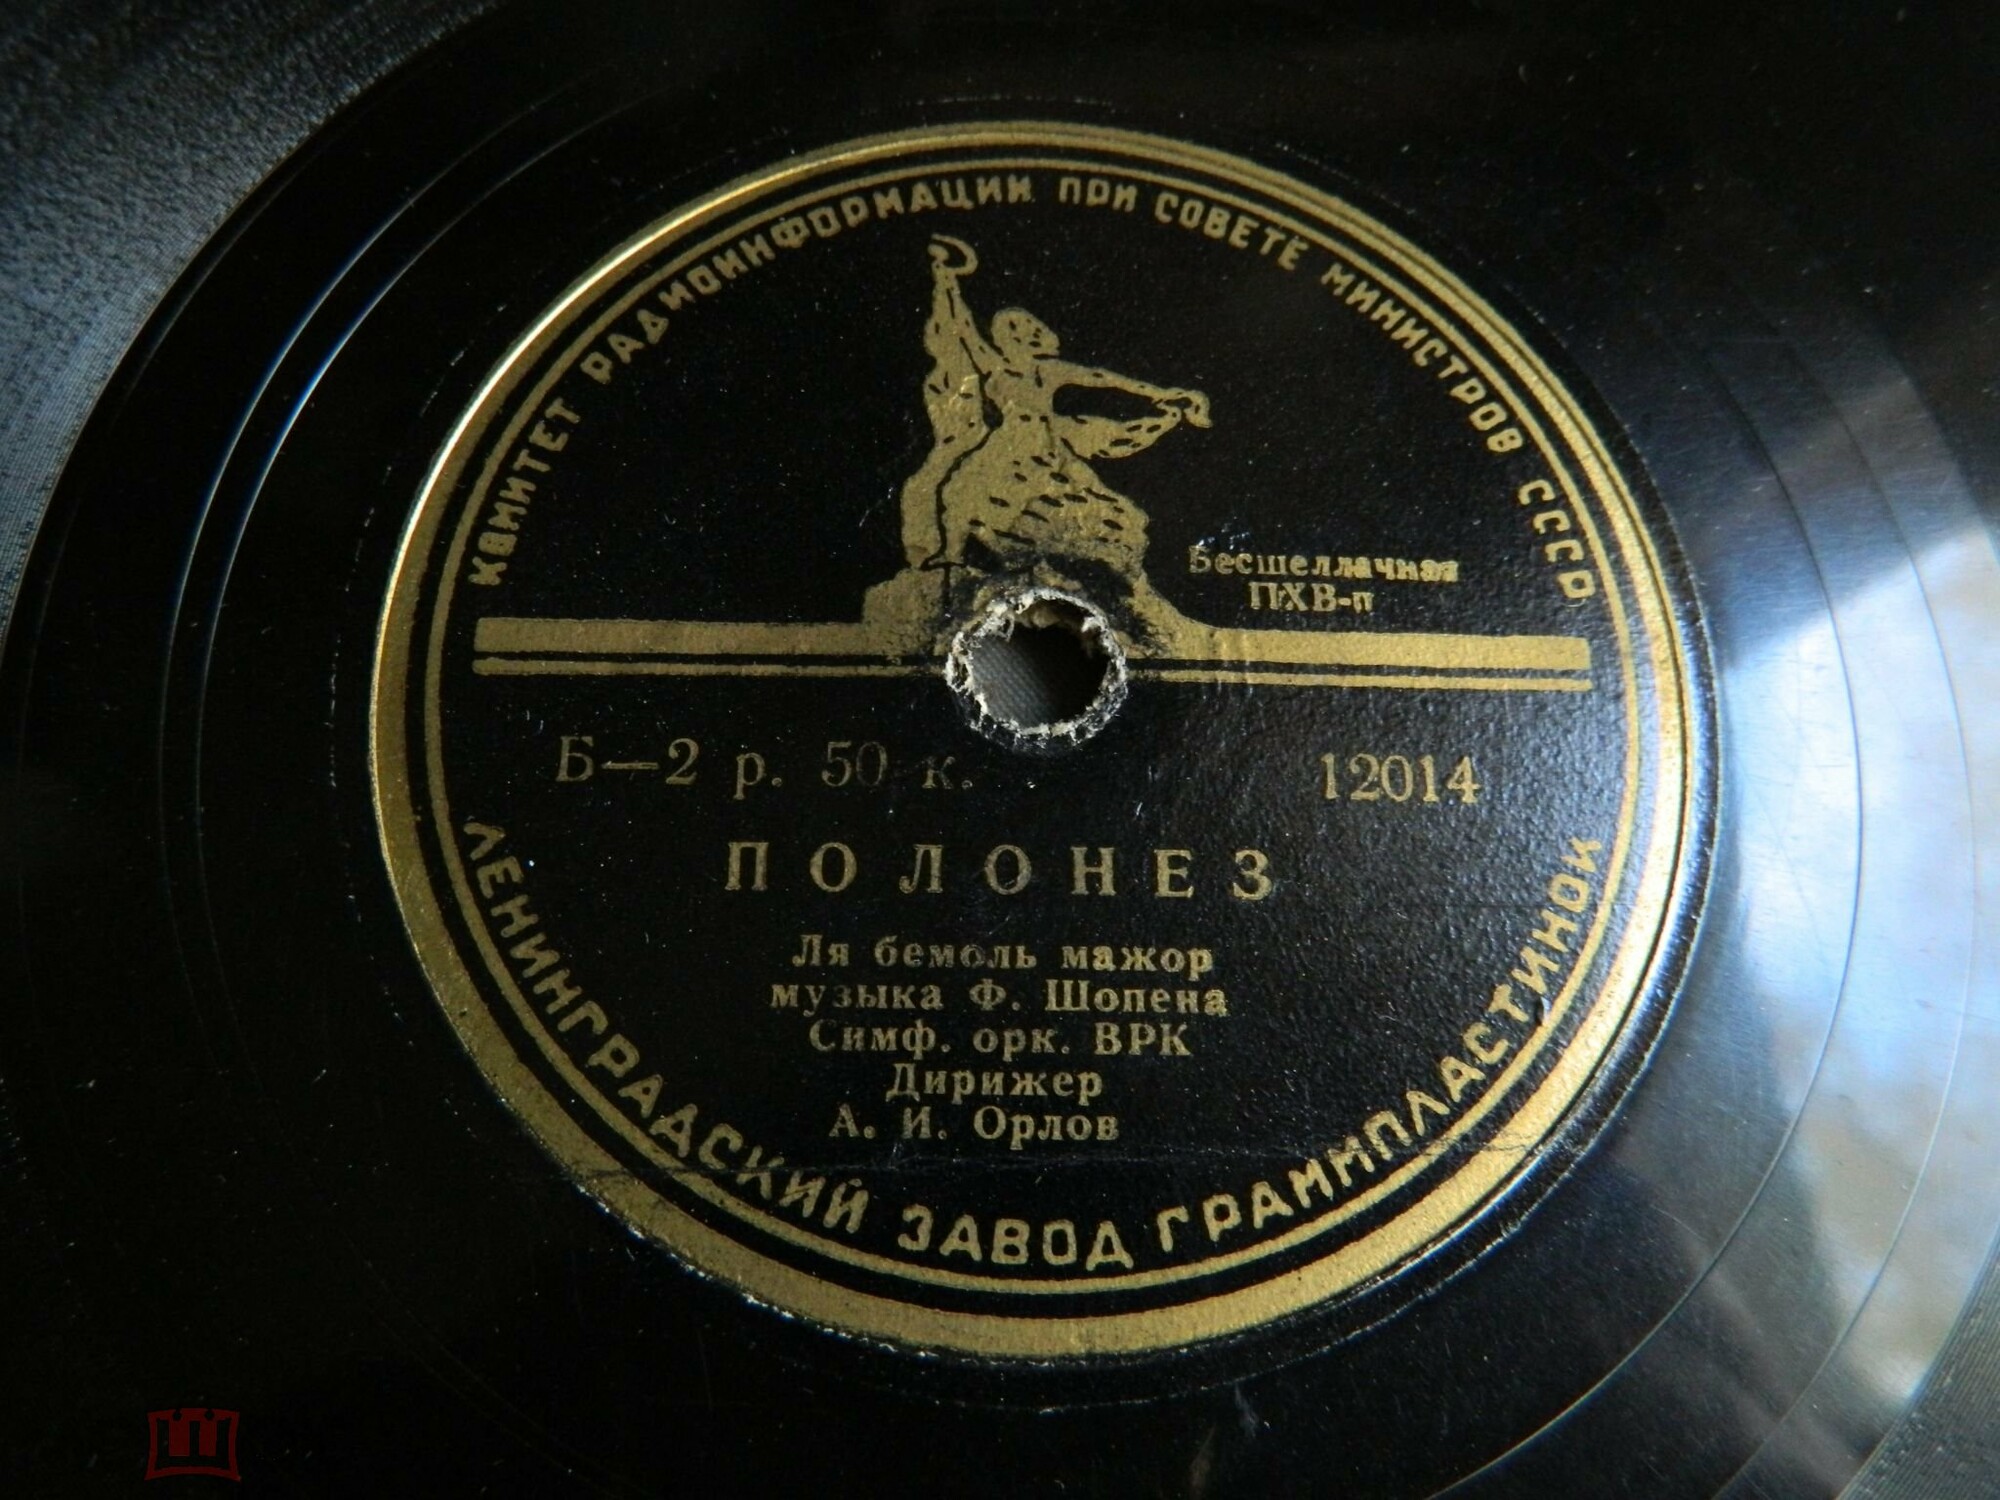 КОМИТЕТ РАДИОИНФОРМАЦИИ ПРИ СОВЕТЕ МИНИСТРОВ СССР
Бесшеллачная
ПХВ-п
Б—2 р. 50 к. 12014
ПОЛОНЕЗ
Ля бемоль мажор
музыка Ф. Шопена
Симф. орк. ВРК
Дирижер
А. И. Орлов
ЛЕНИНГРАДСКИЙ ЗАВОД ГРАММПЛАСТИНОК